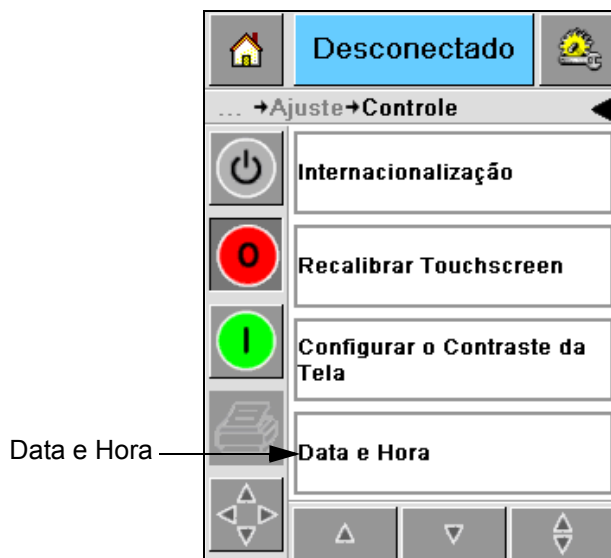 Desconectado
... →Ajuste→Controle
Internacionalização
O
Recalibrar Touchscreen
I
Configurar o Contraste da
Tela
Data e Hora
Data e Hora